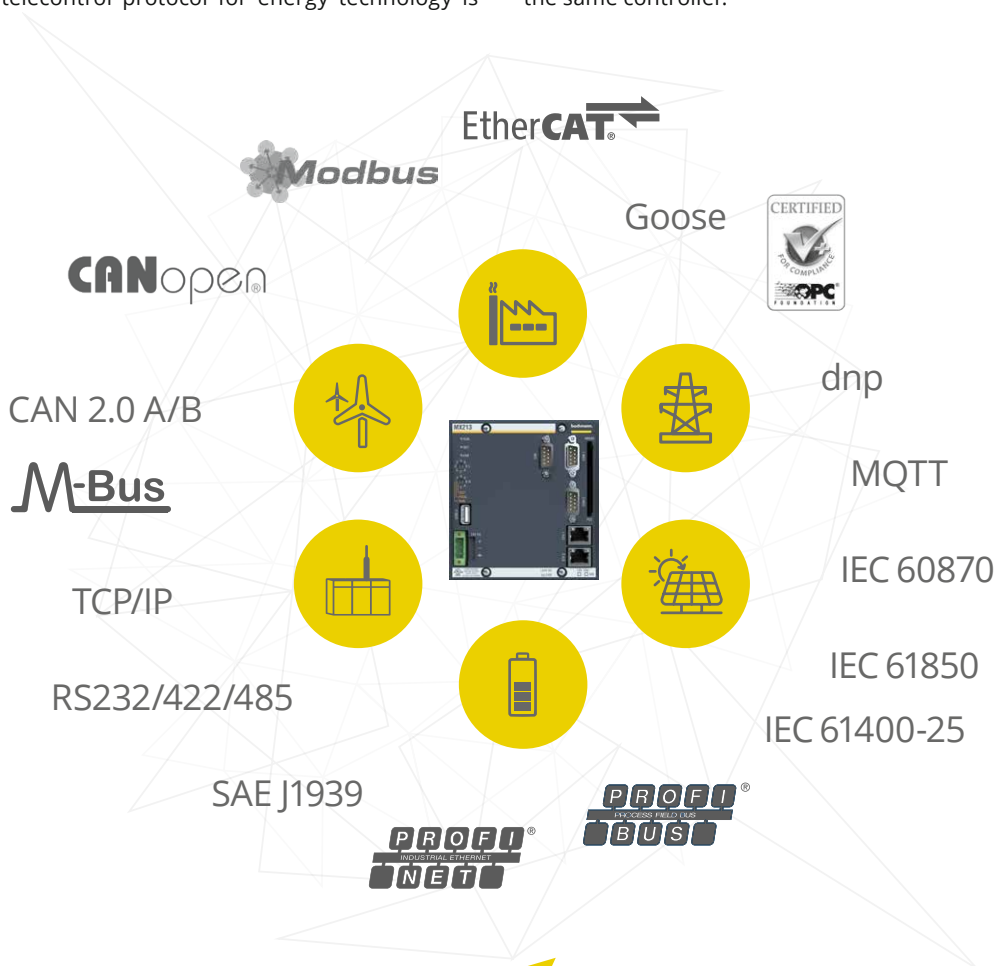 telecontrol protocol for energy technology is
the same controller.
EtherCAT®
Modbus
Goose
CERTIFIED
FOR COMPLIANCE
OPC
FOUNDATION
CANopen®
dnp
CAN 2.0 A/B
MX213
bachmann.
MQTT
M-Bus
IEC 60870
TCP/IP
IEC 61850
RS232/422/485
IEC 61400-25
SAE J1939
PROFI®
PROCESS FIELD BUS
BUS
PROFI®
INDUSTRIAL ETHERNET
NET